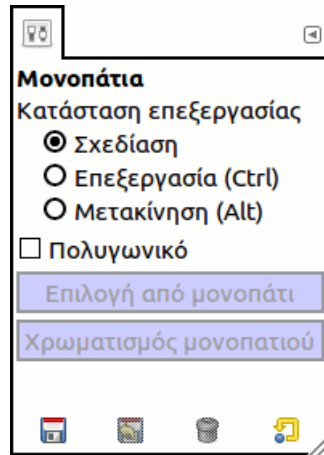 Μονοπάτια
Κατάσταση επεξεργασίας
Σχεδίαση
Επεξεργασία (Ctrl)
Μετακίνηση (Alt)
Πολυγωνικό
Επιλογή από μονοπάτι
Χρωματισμός μονοπατιού